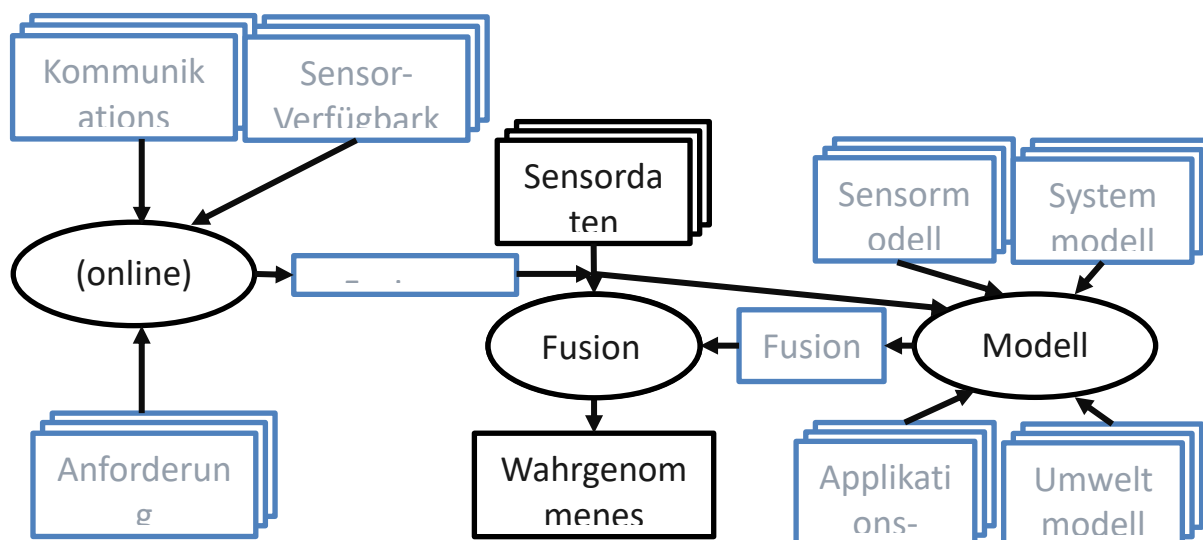 Kommunik
ations
Sensor-
Verfügbark
Sensorda
ten
Sensorm
odell
System
modell
(online)
Fusion
Fusion
Modell
Anforderun
g
Wahrgenom
menes
Applikati
ons-
Umwelt
modell